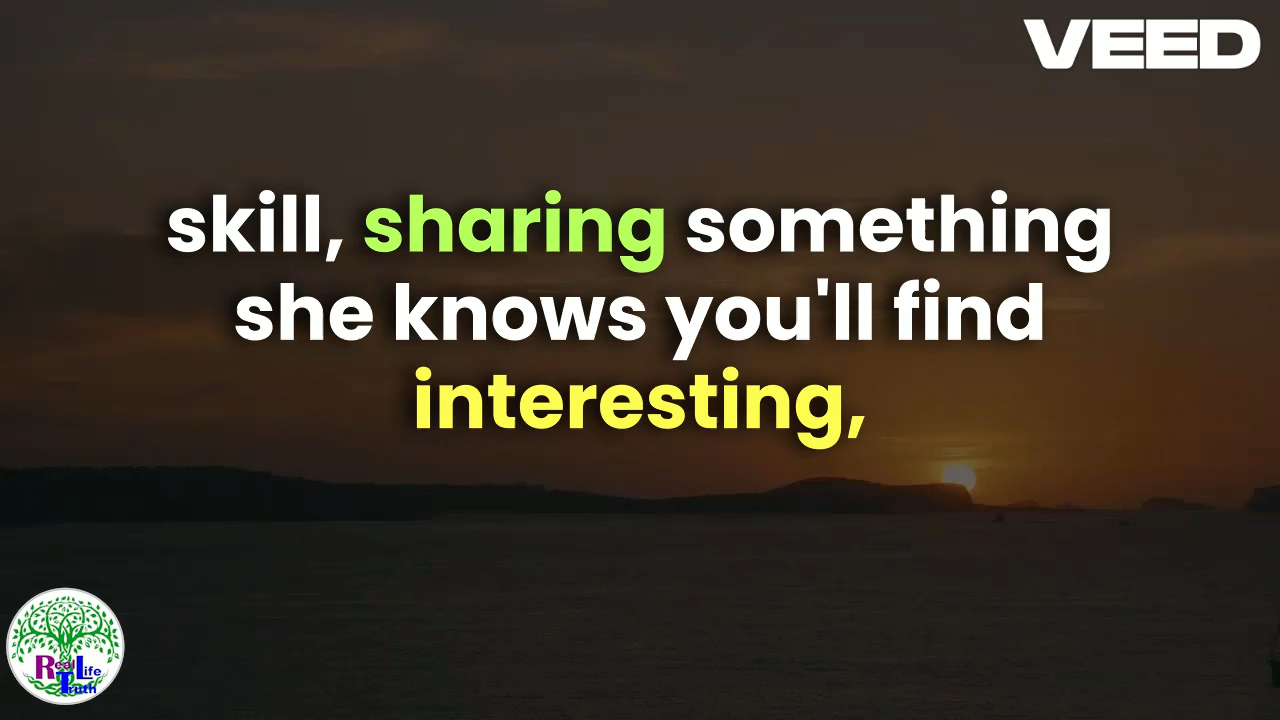 VEED
skill, sharing something
she knows you'll find
interesting,
Real Life
Truth